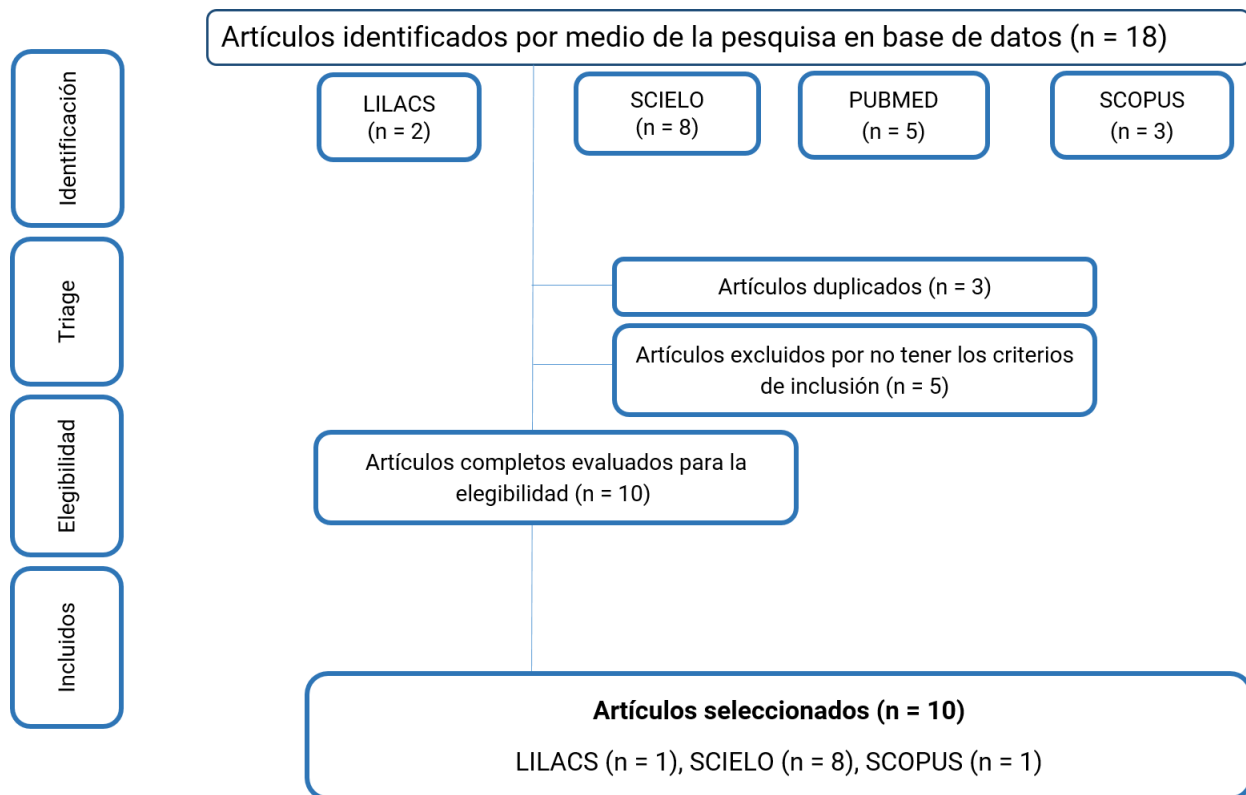 Artículos identificados por medio de la pesquisa en base de datos (n = 18)
Identificación
LILACS
(n = 2)
SCIELO
(n = 8)
PUBMED
(n = 5)
SCOPUS
(n = 3)
Triage
Artículos duplicados (n = 3)
Artículos excluidos por no tener los criterios
de inclusión (n = 5)
Elegibilidad
Artículos completos evaluados para la
elegibilidad (n = 10)
Incluidos
Artículos seleccionados (n = 10)
LILACS (n = 1), SCIELO (n = 8), SCOPUS (n = 1)